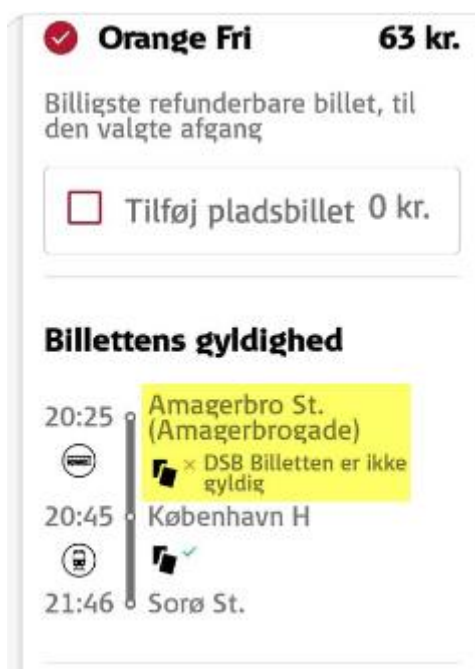 Orange Fri 63 kr.
Billigste refunderbare billet, til
den valgte afgang
Tilføj pladsbillet 0 kr.
Billettens gyldighed
20:25 Amagerbro St.
(Amagerbrogade)
× DSB Billetten er ikke
gyldig
20:45 København H
21:46 Sorø St.